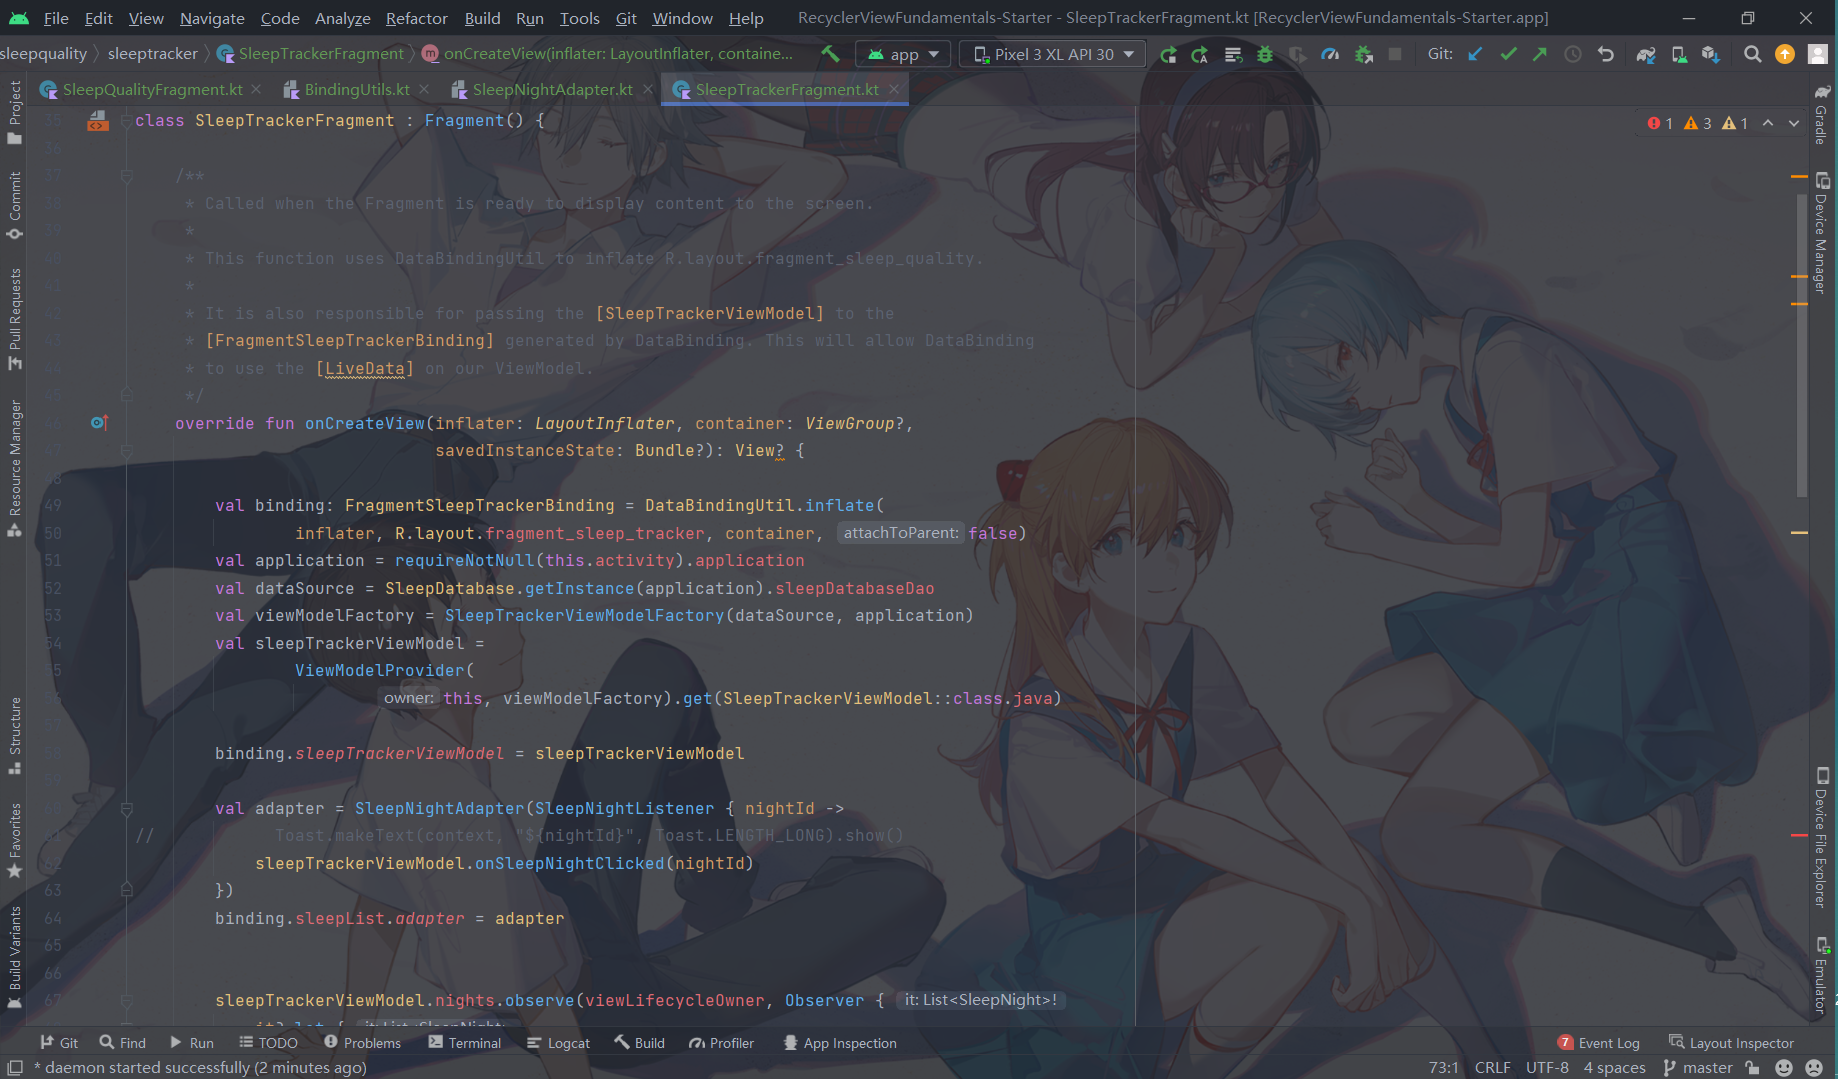 File Edit View Navigate Code Analyze Refactor Build Run Tools Git Window Help RecyclerViewFundamentals-Starter - SleepTrackerFragment.kt [RecyclerViewFundamentals-Starter.app]
sleepquality sleeptracker SleepTrackerFragment onCreateView(inflater: LayoutInflater, containe... app Pixel 3 XL API 30 Git:
SleepQualityFragment.kt BindingUtils.kt SleepNightAdapter.kt SleepTrackerFragment.kt
Project
Commit
Pull Requests
Resource Manager
Structure
Favorites
Build Variants
1 3 1
35 class SleepTrackerFragment : Fragment() {
36
37 /**
38 * Called when the Fragment is ready to display content to the screen.
39 *
40 * This function uses DataBindingUtil to inflate R.layout.fragment_sleep_quality.
41 *
42 * It is also responsible for passing the [SleepTrackerViewModel] to the
43 * [FragmentSleepTrackerBinding] generated by DataBinding. This will allow DataBinding
44 * to use the [LiveData] on our ViewModel.
45 */
46 override fun onCreateView(inflater: LayoutInflater, container: ViewGroup?,
47 savedInstanceState: Bundle?): View? {
48
49 val binding: FragmentSleepTrackerBinding = DataBindingUtil.inflate(
50 inflater, R.layout.fragment_sleep_tracker, container, attachToParent: false)
51 val application = requireNotNull(this.activity).application
52 val dataSource = SleepDatabase.getInstance(application).sleepDatabaseDao
53 val viewModelFactory = SleepTrackerViewModelFactory(dataSource, application)
54 val sleepTrackerViewModel =
55 ViewModelProvider(
56 owner: this, viewModelFactory).get(SleepTrackerViewModel::class.java)
57
58 binding.sleepTrackerViewModel = sleepTrackerViewModel
59
60 val adapter = SleepNightAdapter(SleepNightListener { nightId ->
61 // Toast.makeText(context, "${nightId}", Toast.LENGTH_LONG).show()
62 sleepTrackerViewModel.onSleepNightClicked(nightId)
63 })
64 binding.sleepList.adapter = adapter
65
66
67 sleepTrackerViewModel.nights.observe(viewLifecycleOwner, Observer { it: List<SleepNight>!
Gradle
Device Manager
Device File Explorer
Emulator
Git Find Run TODO Problems Terminal Logcat Build Profiler App Inspection 7 Event Log Layout Inspector
* daemon started successfully (2 minutes ago) 73:1 CRLF UTF-8 4 spaces master